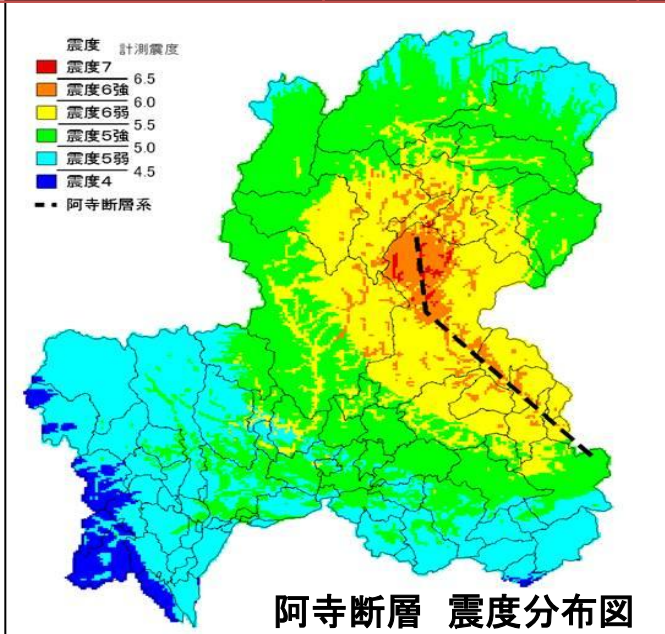 震度 計測震度
震度7
6.5
震度6強
6.0
震度6弱
5.5
震度5強
5.0
震度5弱
4.5
震度4
阿寺断層系
阿寺断層 震度分布図